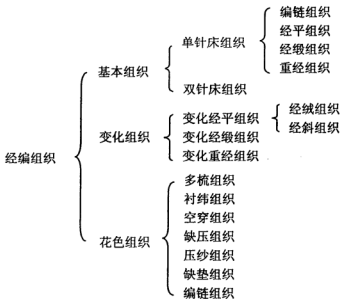 经编组织
基本组织
单针床组织
编链组织
经平组织
经缎组织
重经组织
双针床组织
变化组织
变化经平组织
经绒组织
经斜组织
变化经缎组织
变化重经组织
花色组织
多梳组织
衬纬组织
空穿组织
缺压组织
压纱组织
缺垫组织
编链组织